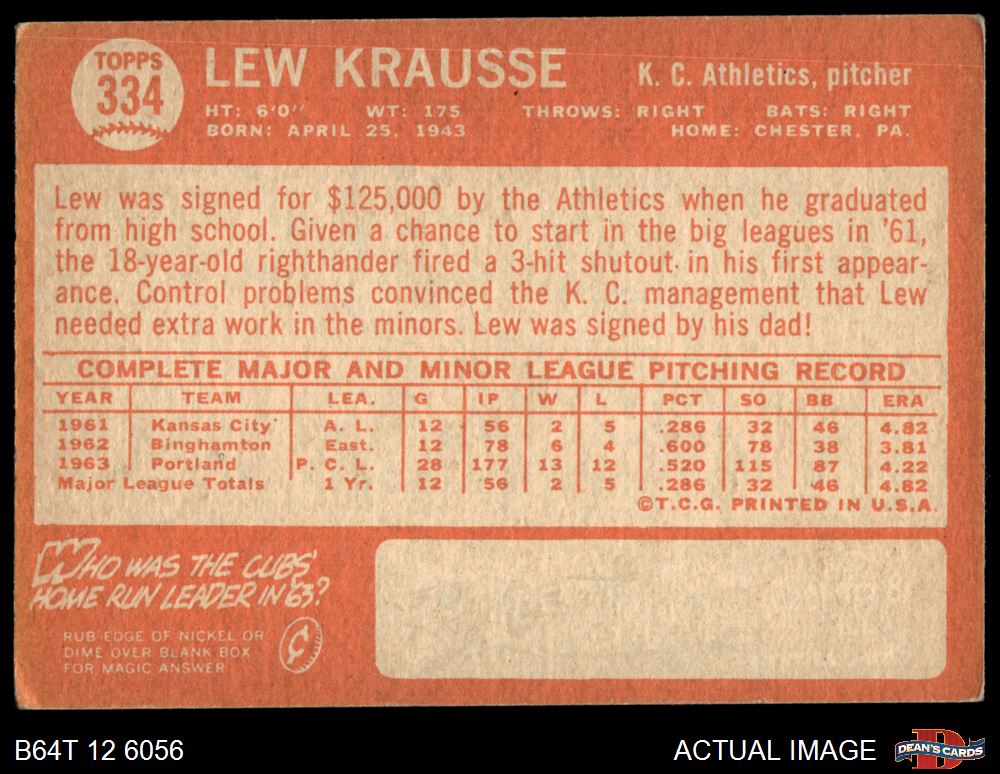 TOPPS
334
LEW KRAUSSE
K. C. Athletics, pitcher
HT: 6'0" WT: 175 THROWS: RIGHT BATS: RIGHT
BORN: APRIL 25, 1943 HOME: CHESTER, PA.
Lew was signed for $125,000 by the Athletics when he graduated
from high school. Given a chance to start in the big leagues in '61,
the 18-year-old righthander fired a 3-hit shutout in his first appear-
ance. Control problems convinced the K. C. management that Lew
needed extra work in the minors. Lew was signed by his dad!
COMPLETE MAJOR AND MINOR LEAGUE PITCHING RECORD
YEAR TEAM LEA. G IP W L PCT SO BB ERA
1961 Kansas City A. L. 12 56 2 5 .286 32 46 4.82
1962 Binghamton East. 12 78 6 4 .600 78 38 3.81
1963 Portland P. C. L. 28 177 13 12 .520 115 87 4.22
Major League Totals 1 Yr. 12 56 2 5 .286 32 46 4.82
©T.C.G. PRINTED IN U.S.A.
WHO WAS THE CUBS'
HOME RUN LEADER IN 63?
RUB EDGE OF NICKEL OR
DIME OVER BLANK BOX
FOR MAGIC ANSWER
¢
B64T 12 6056
ACTUAL IMAGE
D
DEAN'S CARDS